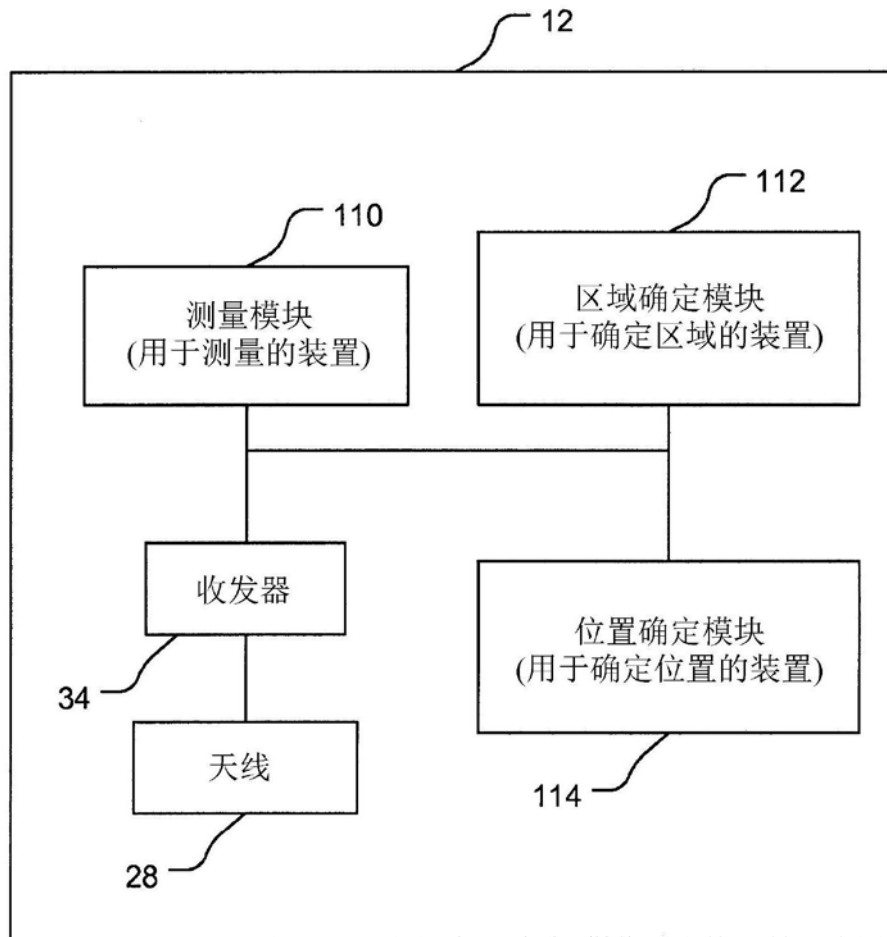 12
110
测量模块
(用于测量的装置)
112
区域确定模块
(用于确定区域的装置)
收发器
34
天线
28
位置确定模块
(用于确定位置的装置)
114